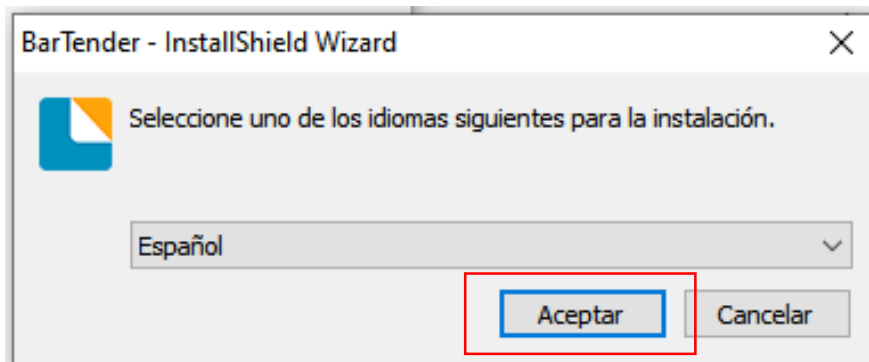 BarTender - InstallShield Wizard
Seleccione uno de los idiomas siguientes para la instalación.
Español
Aceptar Cancelar